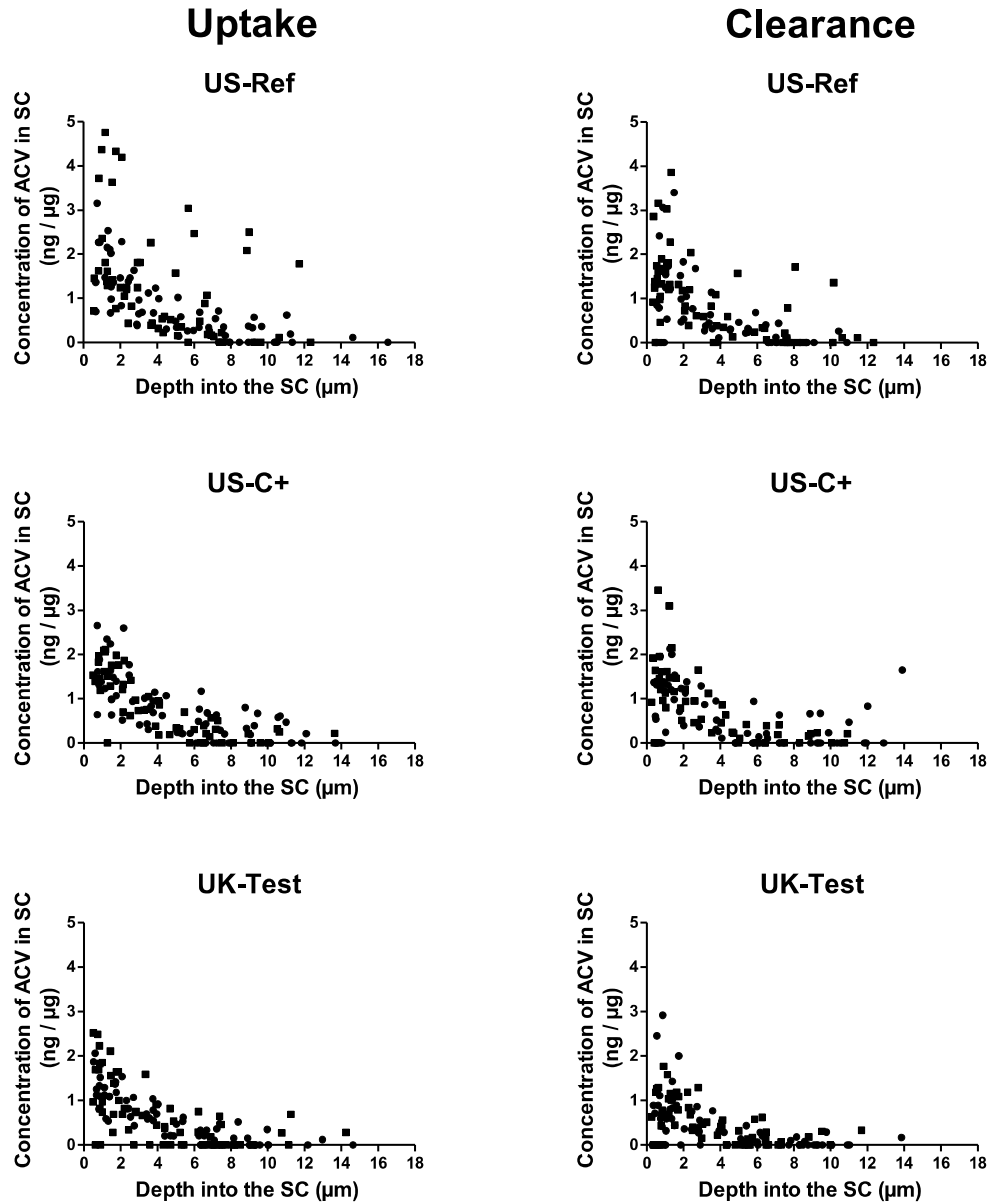 Uptake
Clearance
US-Ref
US-Ref
Concentration of ACV in SC
(ng / µg)
5
4
3
2
1
0
0 2 4 6 8 10 12 14 16 18
Depth into the SC (µm)
Concentration of ACV in SC
(ng / µg)
5
4
3
2
1
0
0 2 4 6 8 10 12 14 16 18
Depth into the SC (µm)
US-C+
US-C+
Concentration of ACV in SC
(ng / µg)
5
4
3
2
1
0
0 2 4 6 8 10 12 14 16 18
Depth into the SC (µm)
Concentration of ACV in SC
(ng / µg)
5
4
3
2
1
0
0 2 4 6 8 10 12 14 16 18
Depth into the SC (µm)
UK-Test
UK-Test
Concentration of ACV in SC
(ng / µg)
5
4
3
2
1
0
0 2 4 6 8 10 12 14 16 18
Depth into the SC (µm)
Concentration of ACV in SC
(ng / µg)
5
4
3
2
1
0
0 2 4 6 8 10 12 14 16 18
Depth into the SC (µm)